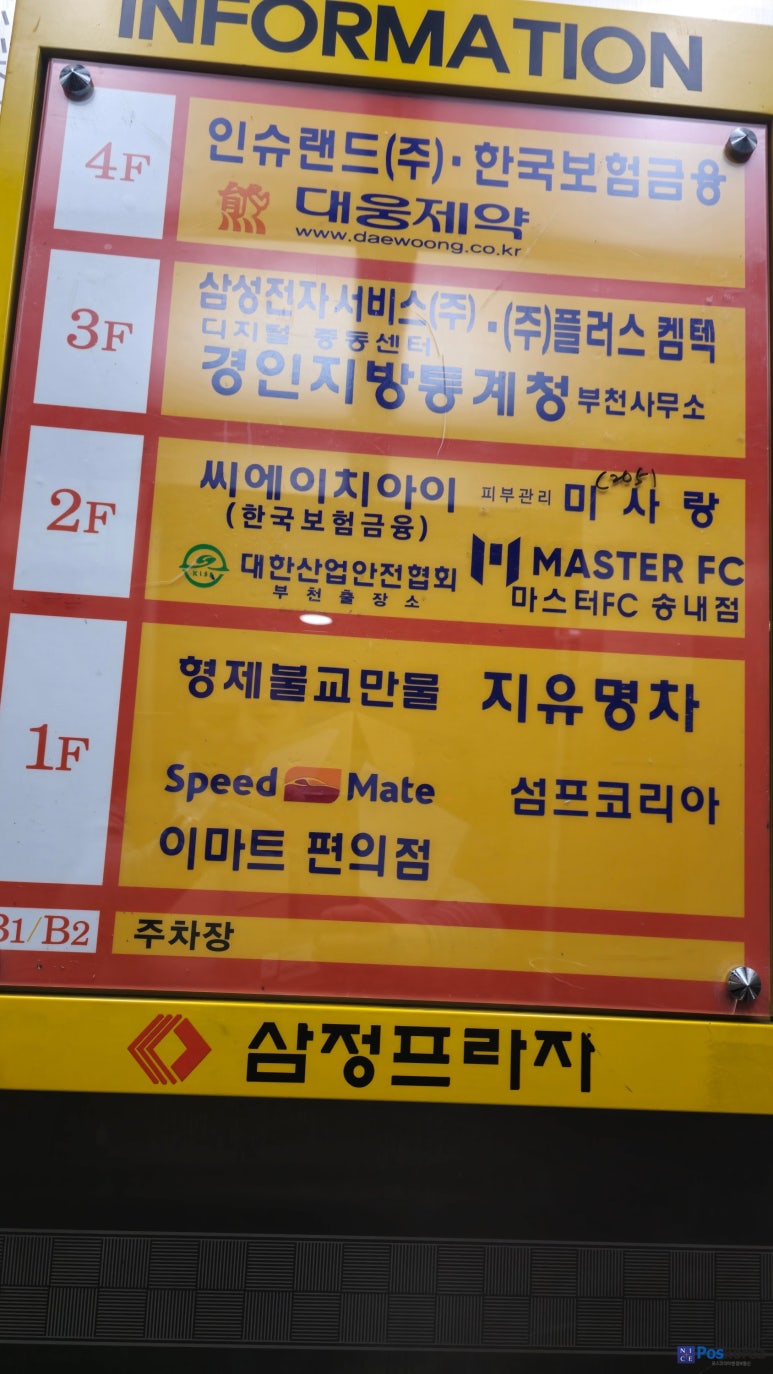 INFORMATION
4F
인슈랜드(주)·한국보험금융
대웅제약
www.daewoong.co.kr
3F
삼성전자서비스(주)·(주)플러스 켐텍
디지털 중동센터
경인지방통계청 부천사무소
2F
씨에이치아이 피부관리 미사랑 (205)
(한국보험금융)
대한산업안전협회 MASTER FC
부천출장소 마스터FC 송내점
1F
형제불교만물 지유명차
Speed Mate 섬프코리아
이마트 편의점
B1/B2 주차장
삼정프라자
NICE Pos